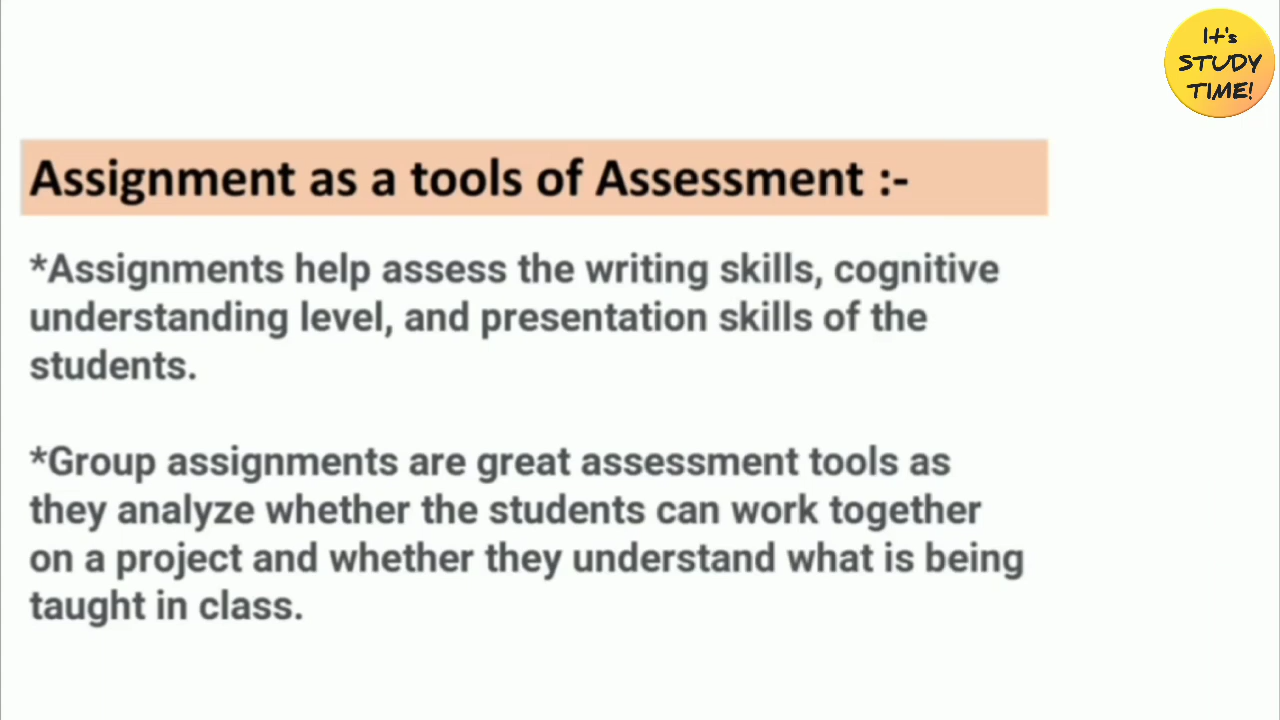 It's
STUDY
TIME!
Assignment as a tools of Assessment :-
*Assignments help assess the writing skills, cognitive
understanding level, and presentation skills of the
students.
*Group assignments are great assessment tools as
they analyze whether the students can work together
on a project and whether they understand what is being
taught in class.